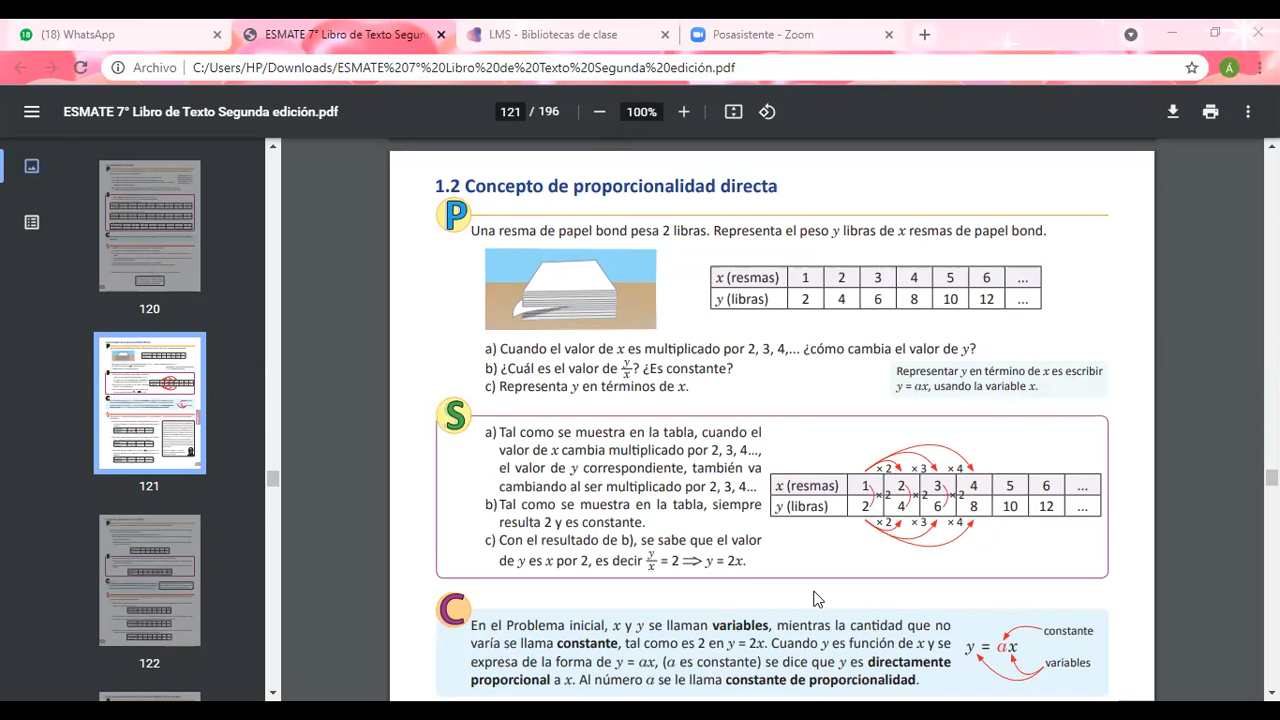 (18) WhatsApp
ESMATE 7° Libro de Texto Segun
LMS - Bibliotecas de clase
Posasistente - Zoom
Archivo
C:/Users/HP/Downloads/ESMATE%207°%20Libro%20de%20Texto%20Segunda%20edición.pdf
A
ESMATE 7° Libro de Texto Segunda edición.pdf
121 / 196
100%
120
121
122
1.2 Concepto de proporcionalidad directa
P
Una resma de papel bond pesa 2 libras. Representa el peso y libras de x resmas de papel bond.
x (resmas) 1 2 3 4 5 6 ...
y (libras) 2 4 6 8 10 12 ...
a) Cuando el valor de x es multiplicado por 2, 3, 4,... ¿cómo cambia el valor de y?
b) ¿Cuál es el valor de y/x? ¿Es constante?
c) Representa y en términos de x.
Representar y en término de x es escribir
y = ax, usando la variable x.
S
a) Tal como se muestra en la tabla, cuando el
valor de x cambia multiplicado por 2, 3, 4...,
el valor de y correspondiente, también va
cambiando al ser multiplicado por 2, 3, 4...
b) Tal como se muestra en la tabla, siempre
resulta 2 y es constante.
c) Con el resultado de b), se sabe que el valor
de y es x por 2, es decir y/x = 2 ⟹ y = 2x.
×2 ×3 ×4
x (resmas) 1 2 3 4 5 6 ...
×2 ×2 ×2
y (libras) 2 4 6 8 10 12 ...
×2 ×3 ×4
C
En el Problema inicial, x y y se llaman variables, mientras la cantidad que no
varía se llama constante, tal como es 2 en y = 2x. Cuando y es función de x y se
expresa de la forma de y = ax, (a es constante) se dice que y es directamente
proporcional a x. Al número a se le llama constante de proporcionalidad.
constante
y = ax
variables